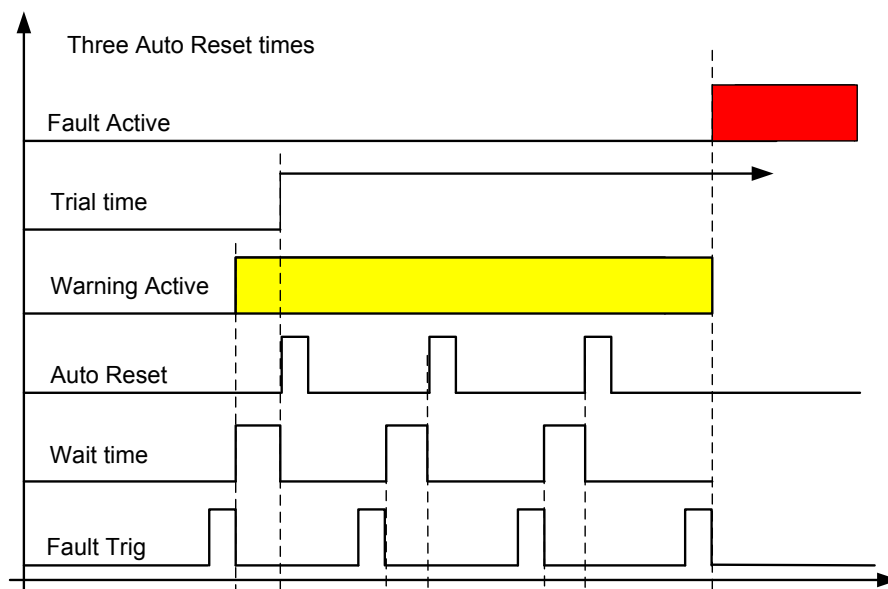 Three Auto Reset times
Fault Active
Trial time
Warning Active
Auto Reset
Wait time
Fault Trig